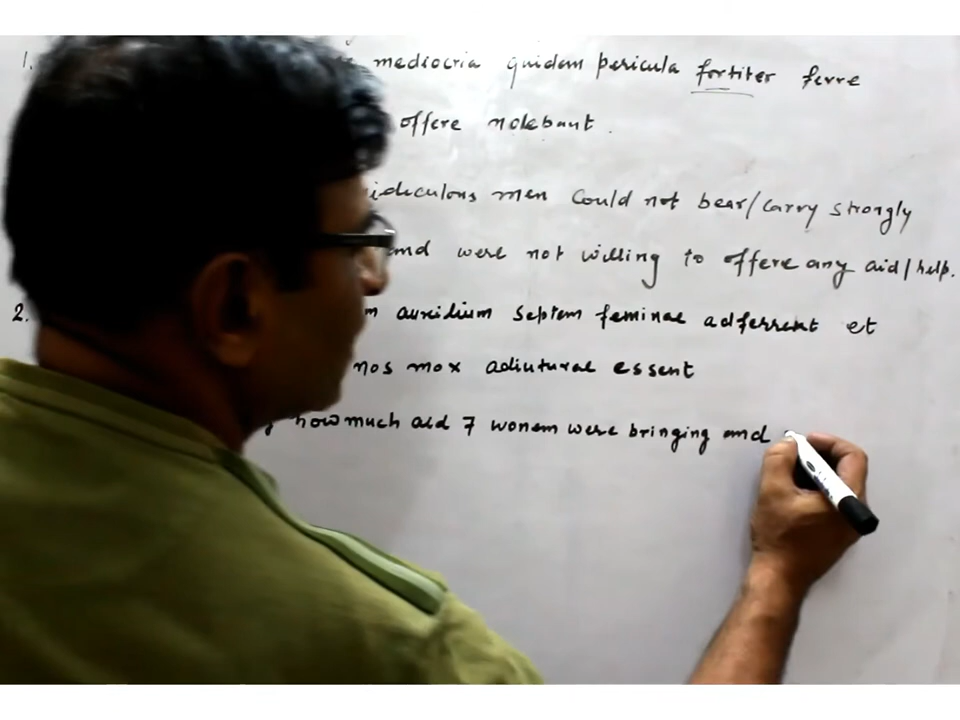 1. mediocria quidem pericula fortiter ferre
offere nolebant.
ridiculous men could not bear/carry strongly
and were not willing to offere any aid/help.
2. auxilium septem feminae adferrent et
nos mox adiuturae essent
how much aid 7 wonem were bringing and